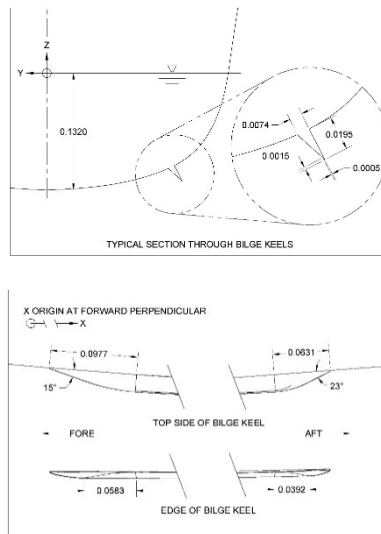 Z
Y
0.1320
0.0074
0.0195
0.0015
0.0005
TYPICAL SECTION THROUGH BILGE KEELS
X ORIGIN AT FORWARD PERPENDICULAR
X
0.0977
0.0631
15°
23°
TOP SIDE OF BILGE KEEL
FORE
AFT
0.0583
0.0392
EDGE OF BILGE KEEL